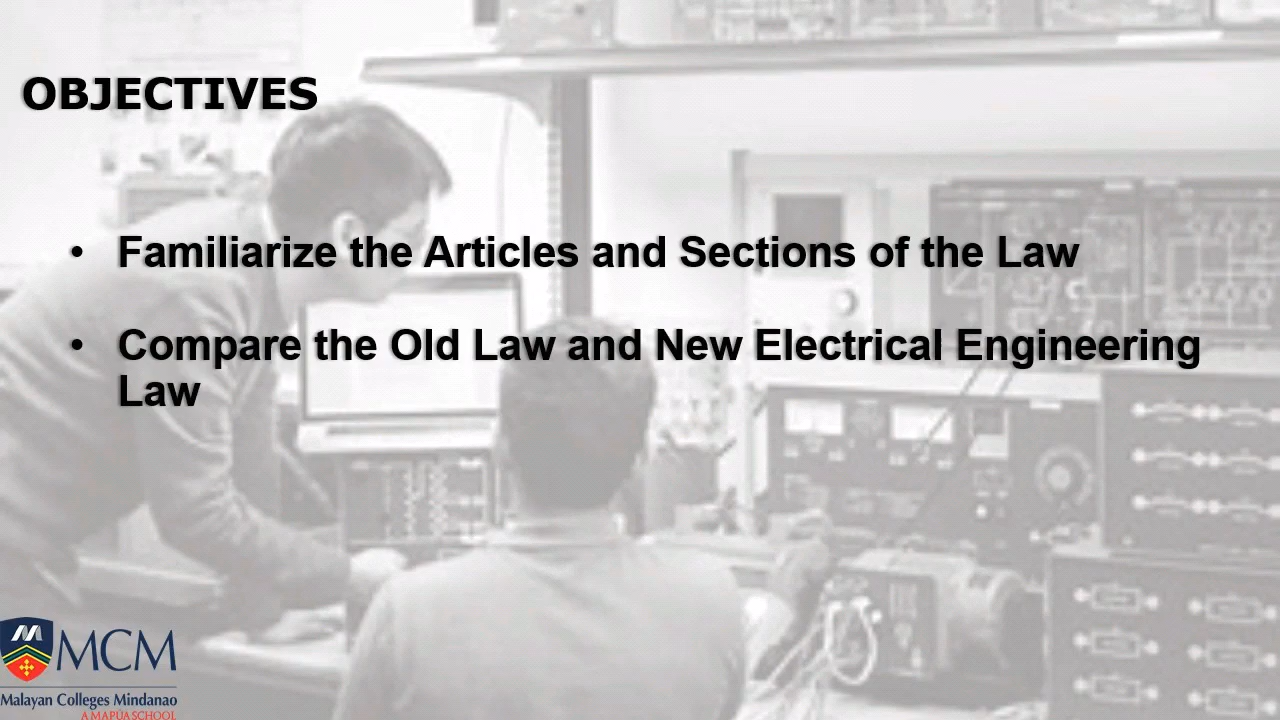 OBJECTIVES
• Familiarize the Articles and Sections of the Law
• Compare the Old Law and New Electrical Engineering
Law
MCM
Malayan Colleges Mindanao
A MAPÚA SCHOOL